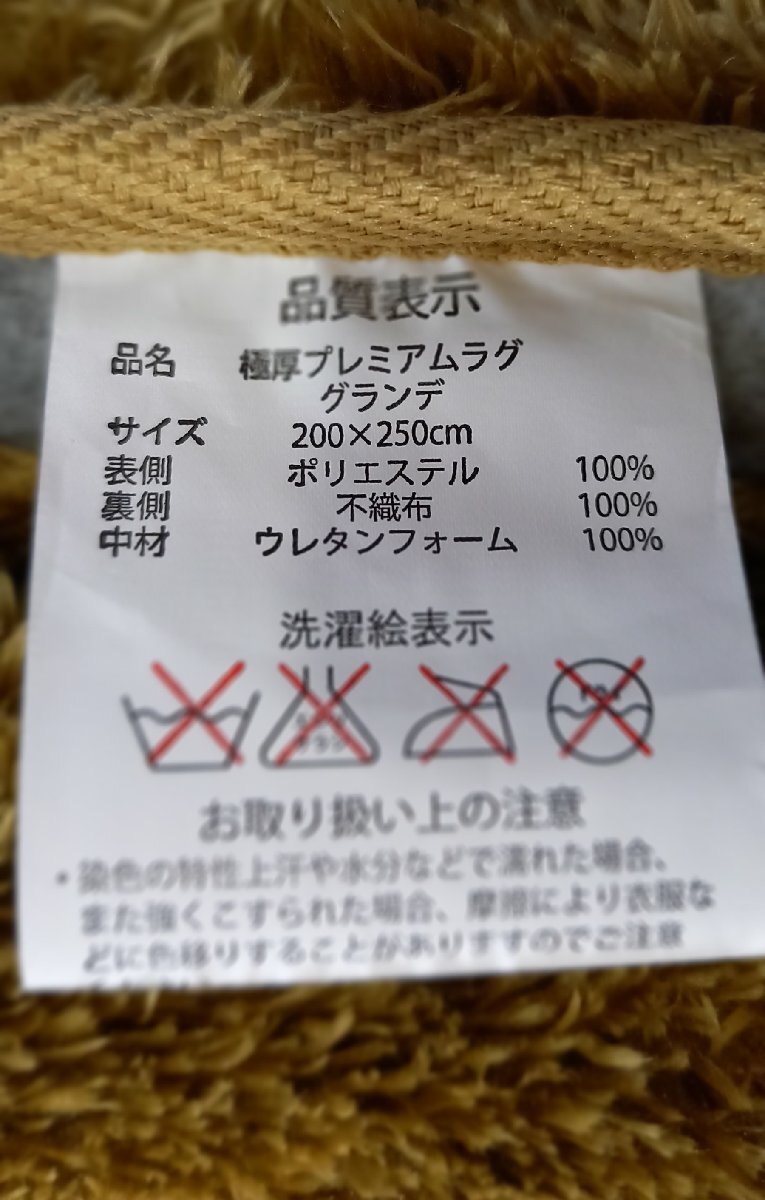 品質表示
品名 極厚プレミアムラグ
グランデ
サイズ 200×250cm
表側 ポリエステル 100%
裏側 不織布 100%
中材 ウレタンフォーム 100%
洗濯絵表示
お取り扱い上の注意
・染色の特性上汗や水分などで濡れた場合、
また強くこすられた場合、摩擦により衣服な
どに色移りすることがありますのでご注意